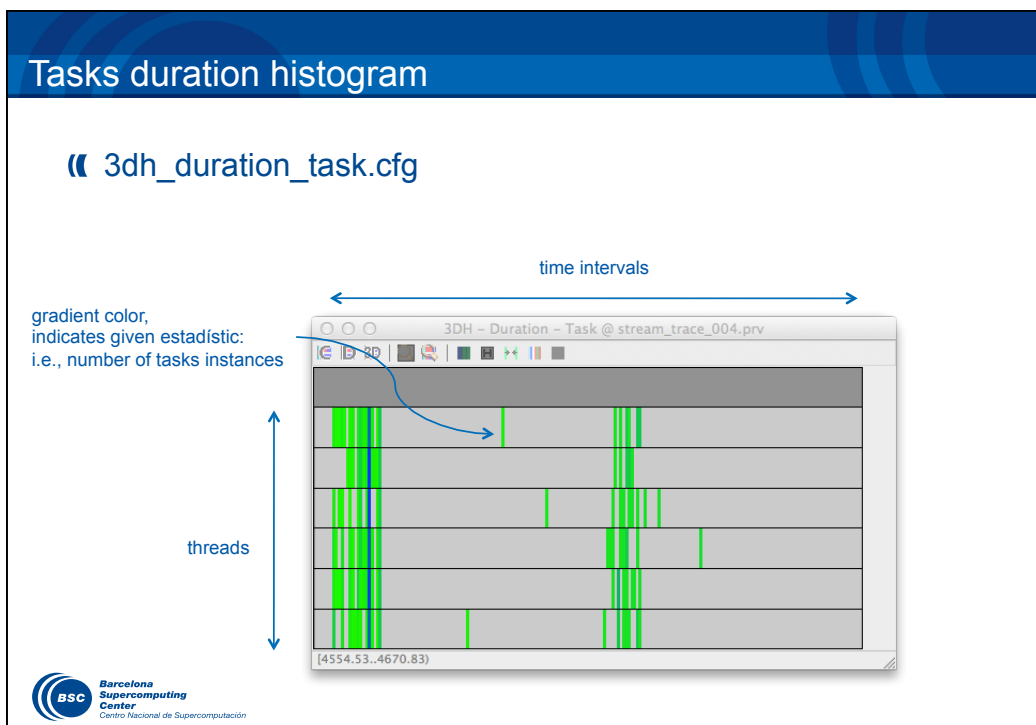 Tasks duration histogram
3dh_duration_task.cfg
time intervals
gradient color,
indicates given estadístic:
i.e., number of tasks instances
3DH – Duration – Task @ stream_trace_004.prv
3D
threads
[4554.53..4670.83)
BSC
Barcelona
Supercomputing
Center
Centro Nacional de Supercomputación